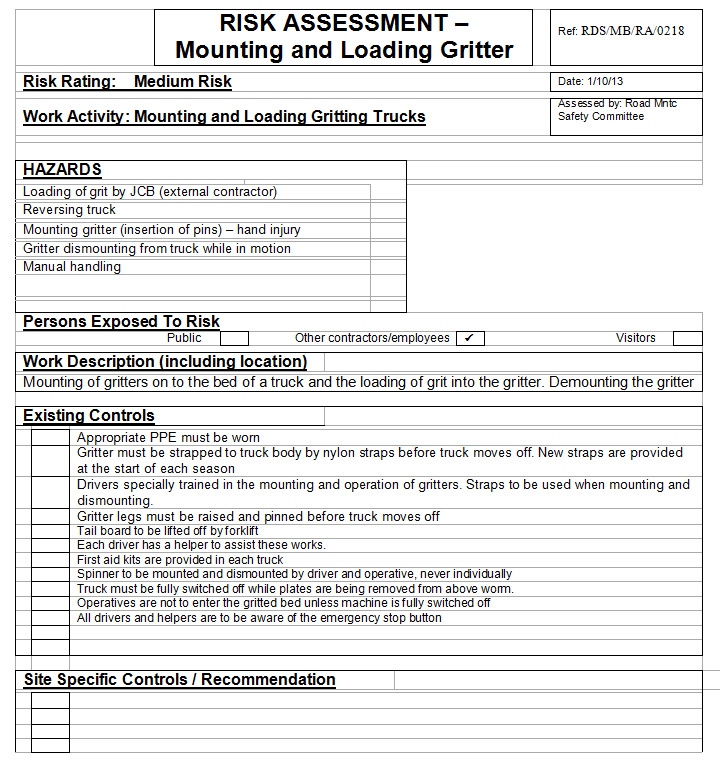 RISK ASSESSMENT –
Mounting and Loading Gritter
Ref: RDS/MB/RA/0218
Risk Rating: Medium Risk
Date: 1/10/13
Work Activity: Mounting and Loading Gritting Trucks
Assessed by: Road Mntc
Safety Committee
HAZARDS
Loading of grit by JCB (external contractor)
Reversing truck
Mounting gritter (insertion of pins) – hand injury
Gritter dismounting from truck while in motion
Manual handling
Persons Exposed To Risk
Public Other contractors/employees ✓ Visitors
Work Description (including location)
Mounting of gritters on to the bed of a truck and the loading of grit into the gritter. Demounting the gritter
Existing Controls
Appropriate PPE must be worn
Gritter must be strapped to truck body by nylon straps before truck moves off. New straps are provided
at the start of each season
Drivers specially trained in the mounting and operation of gritters. Straps to be used when mounting and
dismounting.
Gritter legs must be raised and pinned before truck moves off
Tail board to be lifted off by forklift
Each driver has a helper to assist these works.
First aid kits are provided in each truck
Spinner to be mounted and dismounted by driver and operative, never individually
Truck must be fully switched off while plates are being removed from above worm.
Operatives are not to enter the gritted bed unless machine is fully switched off
All drivers and helpers are to be aware of the emergency stop button
Site Specific Controls / Recommendation